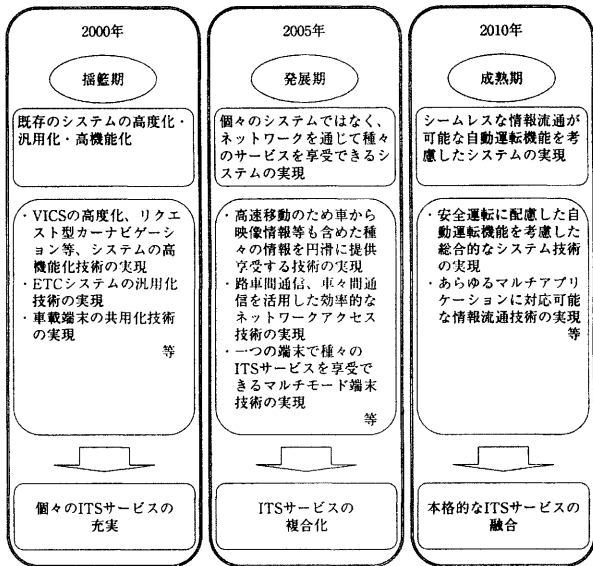 2000年
揺籃期
既存のシステムの高度化・
汎用化・高機能化
・VICSの高度化、リクエ
スト型カーナビゲーシ
ョン等、システムの高
機能化技術の実現
・ETCシステムの汎用化
技術の実現
・車載端末の共用化技術
の実現
等
個々のITSサービスの
充実
2005年
発展期
個々のシステムではなく、
ネットワークを通じて種々
のサービスを享受できるシ
ステムの実現
・高速移動のため車から
映像情報等も含めた種
々の情報を円滑に提供
享受する技術の実現
・路車間通信、車々間通
信を活用した効率的な
ネットワークアクセス
技術の実現
・一つの端末で種々の
ITSサービスを享受で
きるマルチモード端末
技術の実現
等
ITSサービスの
複合化
2010年
成熟期
シームレスな情報流通が
可能な自動運転機能を考
慮したシステムの実現
・安全運転に配慮した自
動運転機能を考慮した
総合的なシステム技術
の実現
・あらゆるマルチアプリ
ケーションに対応可能
な情報流通技術の実現
等
本格的なITSサービスの
融合